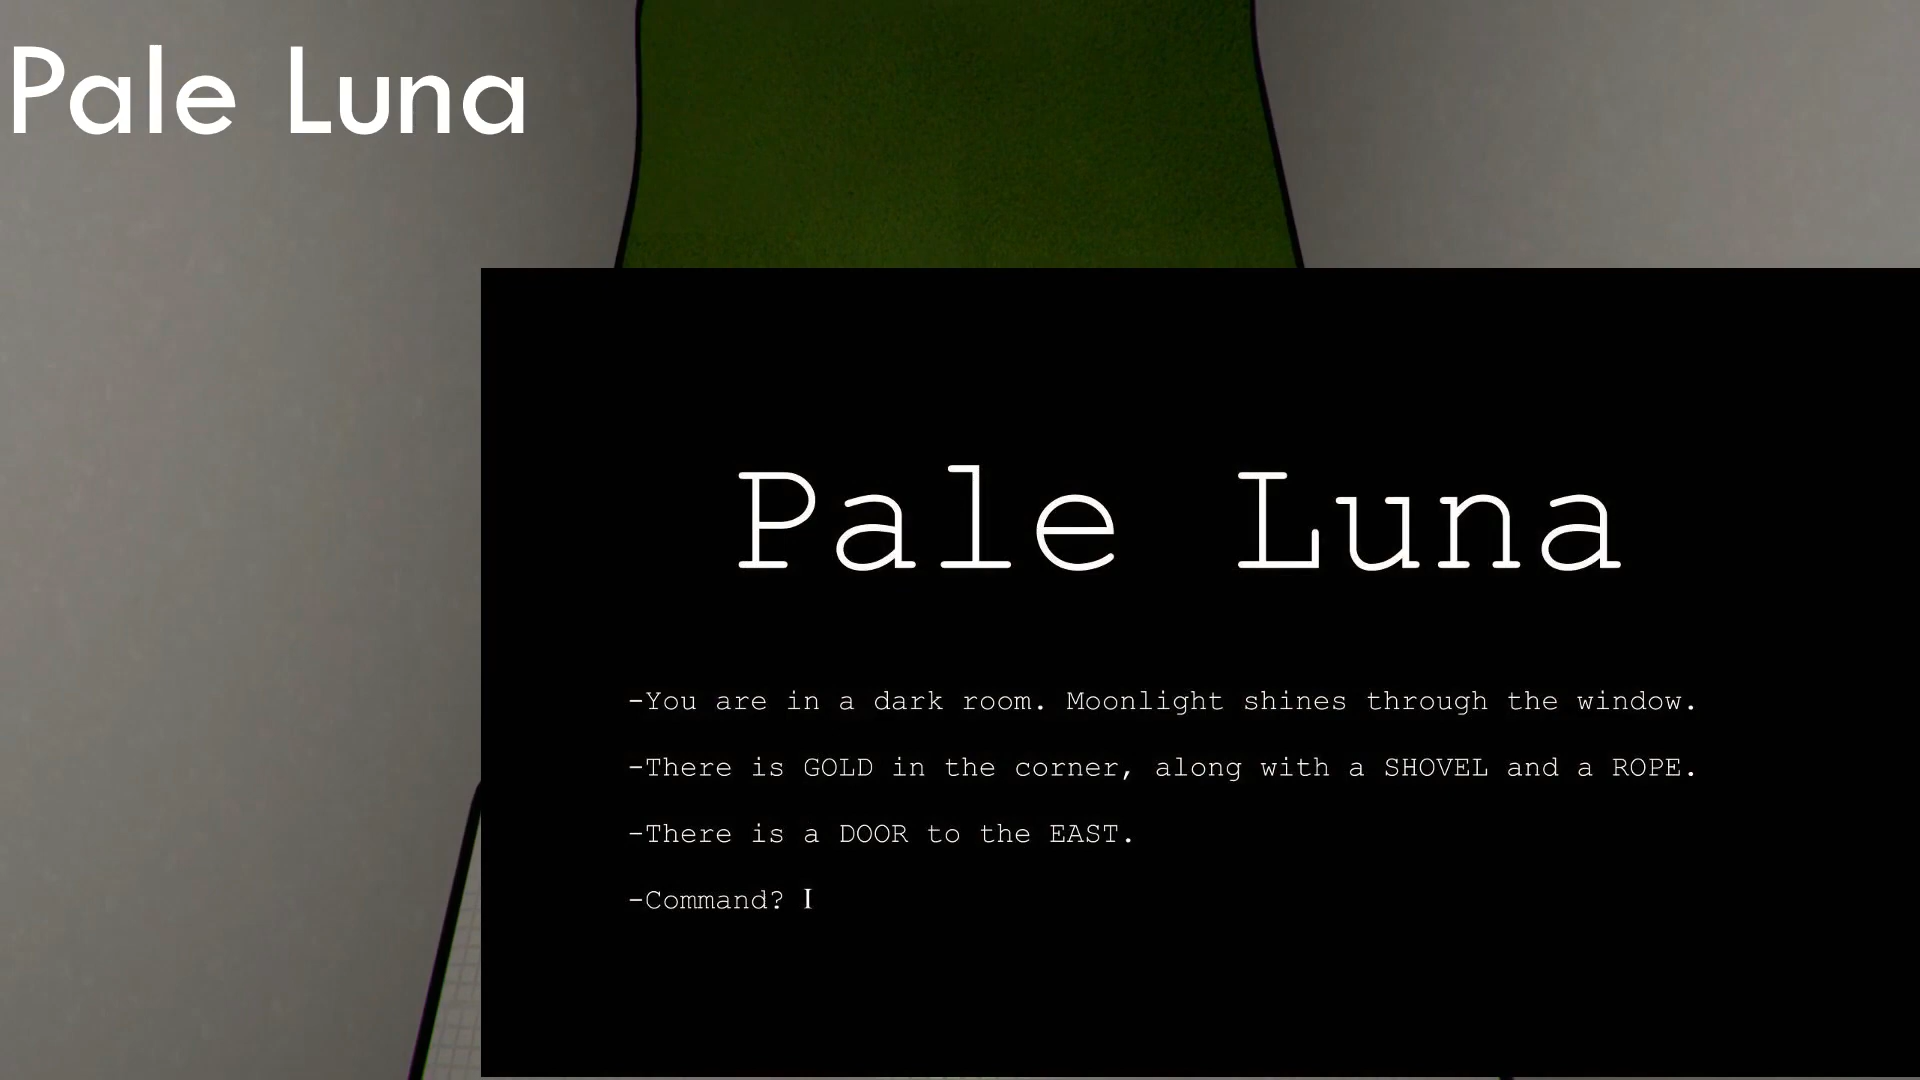 Pale Luna
Pale Luna
-You are in a dark room. Moonlight shines through the window.
-There is GOLD in the corner, along with a SHOVEL and a ROPE.
-There is a DOOR to the EAST.
-Command? I